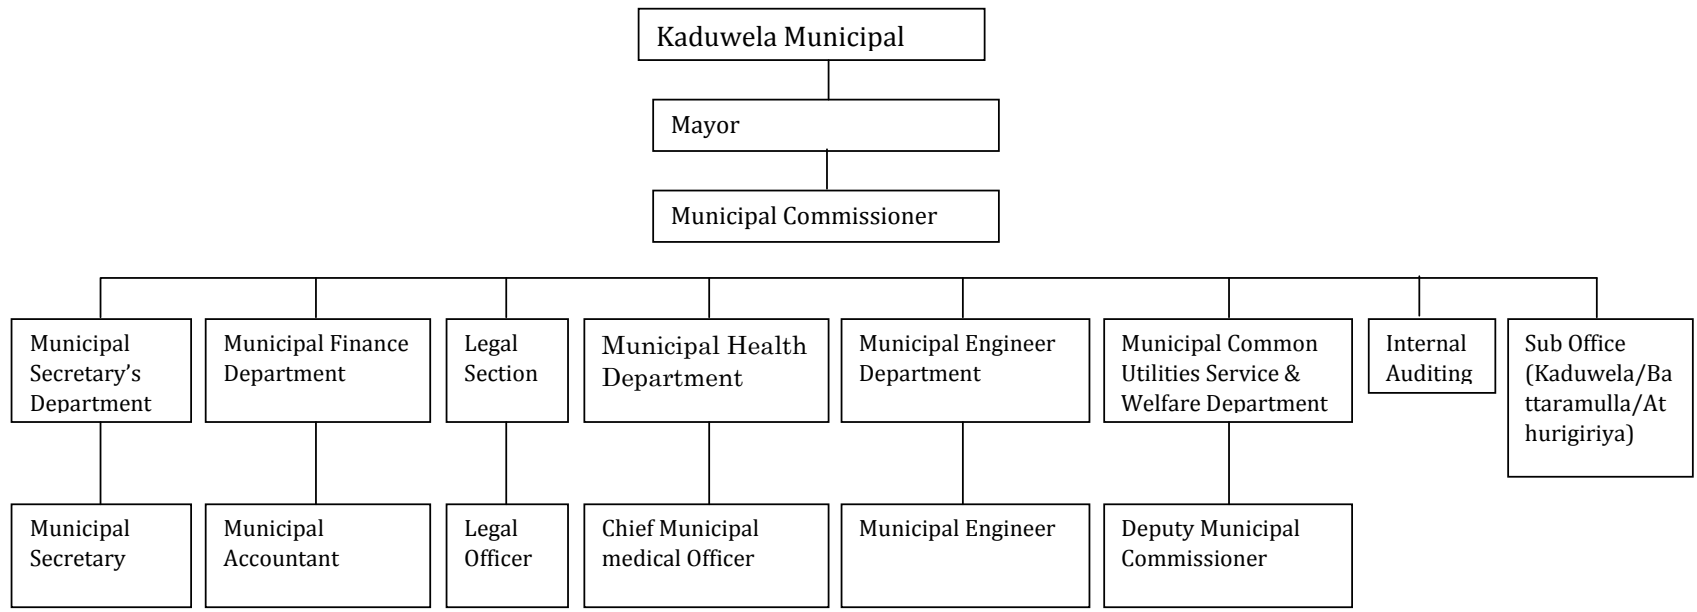 Kaduwela Municipal
Mayor
Municipal Commissioner
Municipal
Secretary’s
Department
Municipal Finance
Department
Legal
Section
Municipal Health
Department
Municipal Engineer
Department
Municipal Common
Utilities Service &
Welfare Department
Internal
Auditing
Sub Office
(Kaduwela/Ba
ttaramulla/At
hurigiriya)
Municipal
Secretary
Municipal
Accountant
Legal
Officer
Chief Municipal
medical Officer
Municipal Engineer
Deputy Municipal
Commissioner